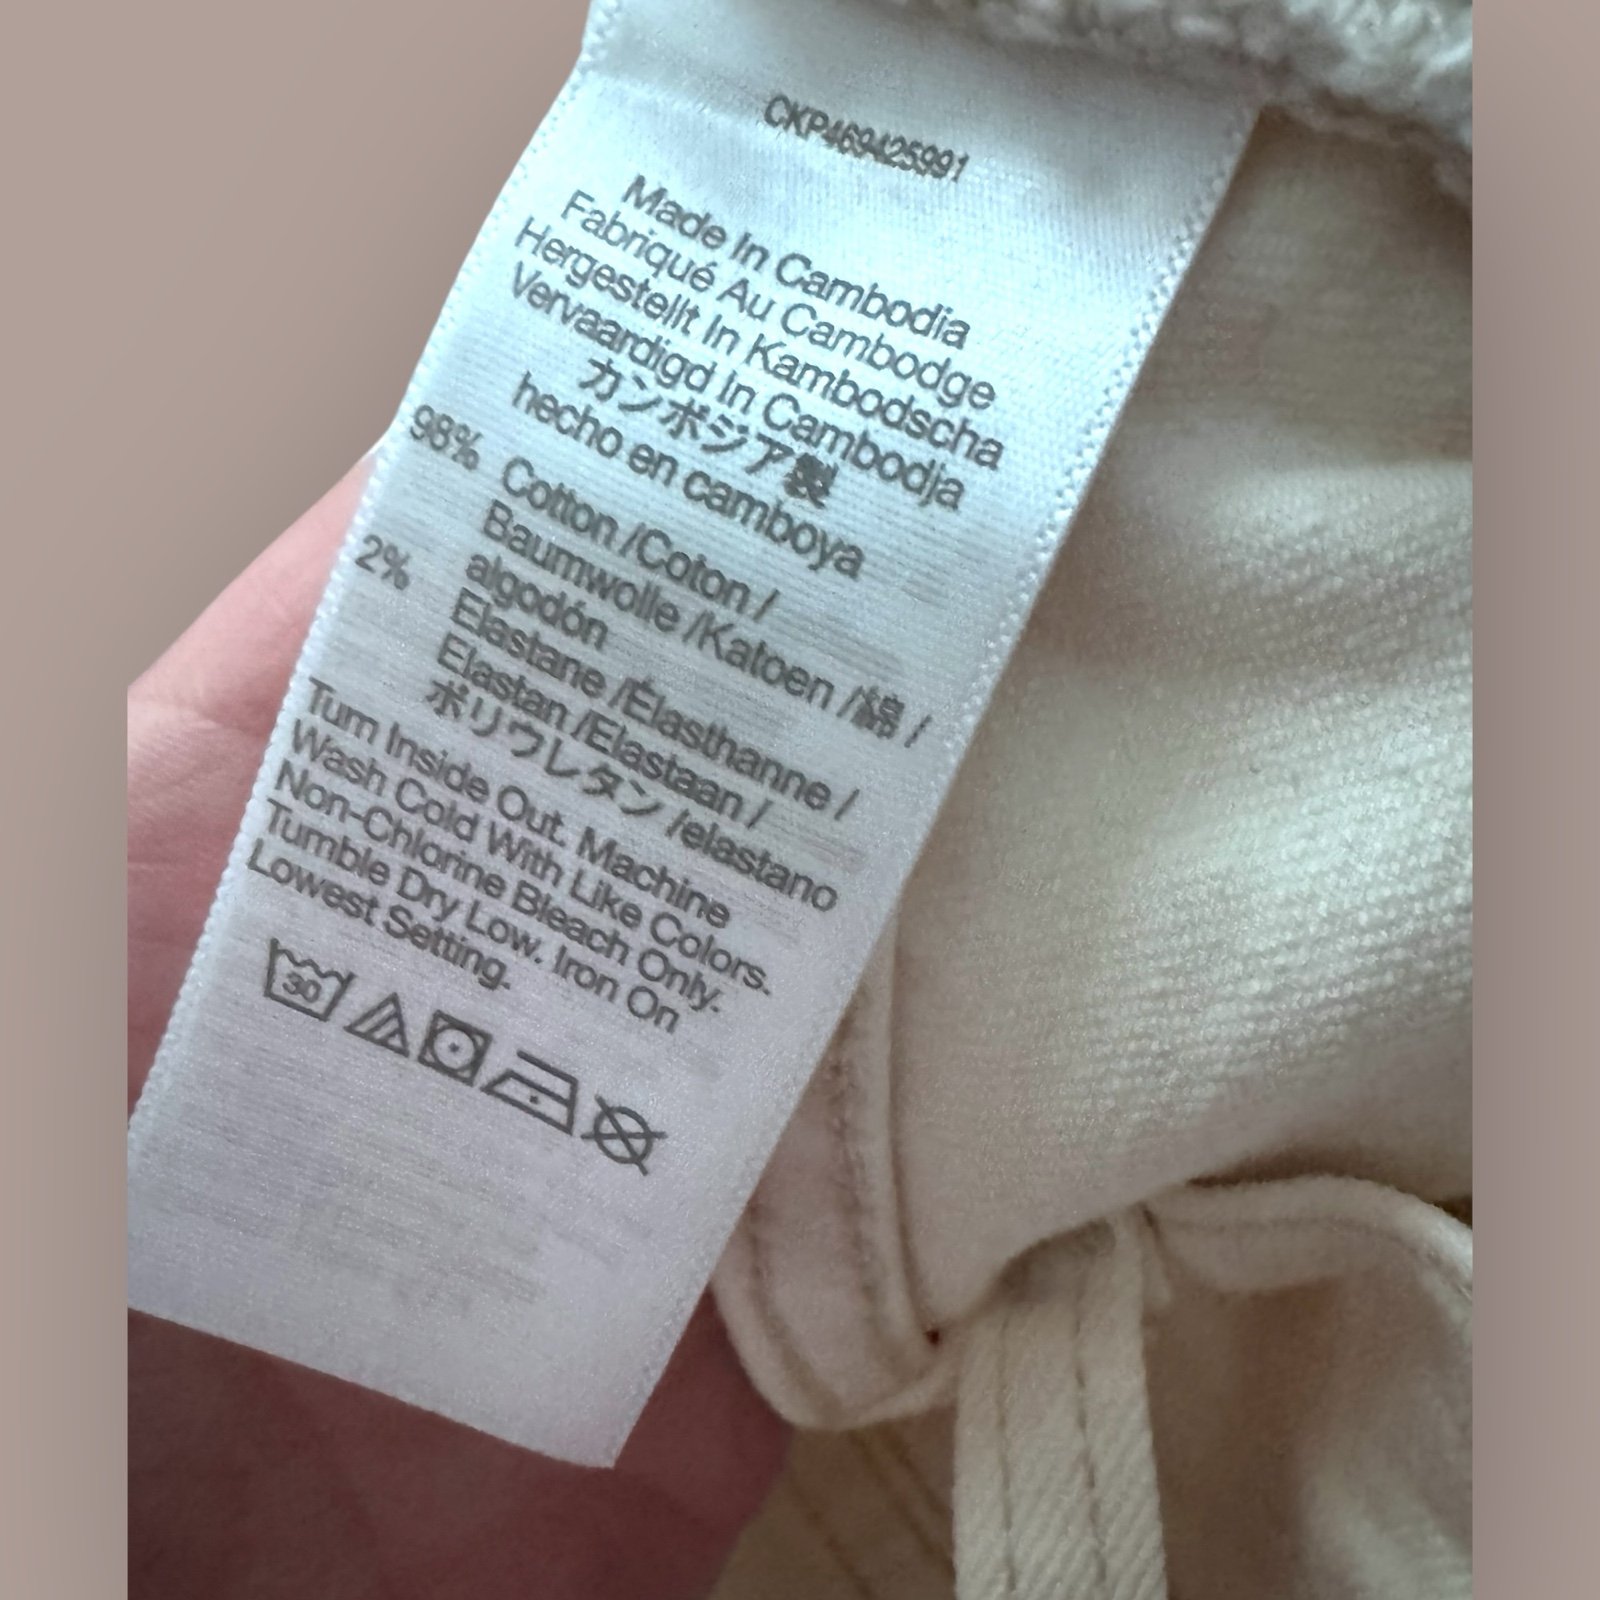 CKP469425991
Made In Cambodia
Fabriqué Au Cambodge
Hergestellt In Kambodscha
Vervaardigd In Cambodja
カンボジア製
hecho en camboya
98% Cotton /Coton /
Baumwolle /Katoen /綿 /
algodón
2% Elastane /Élasthanne /
Elastan /Elastaan /
ポリウレタン /elastano
Turn Inside Out. Machine
Wash Cold With Like Colors.
Non-Chlorine Bleach Only.
Tumble Dry Low. Iron On
Lowest Setting.
30